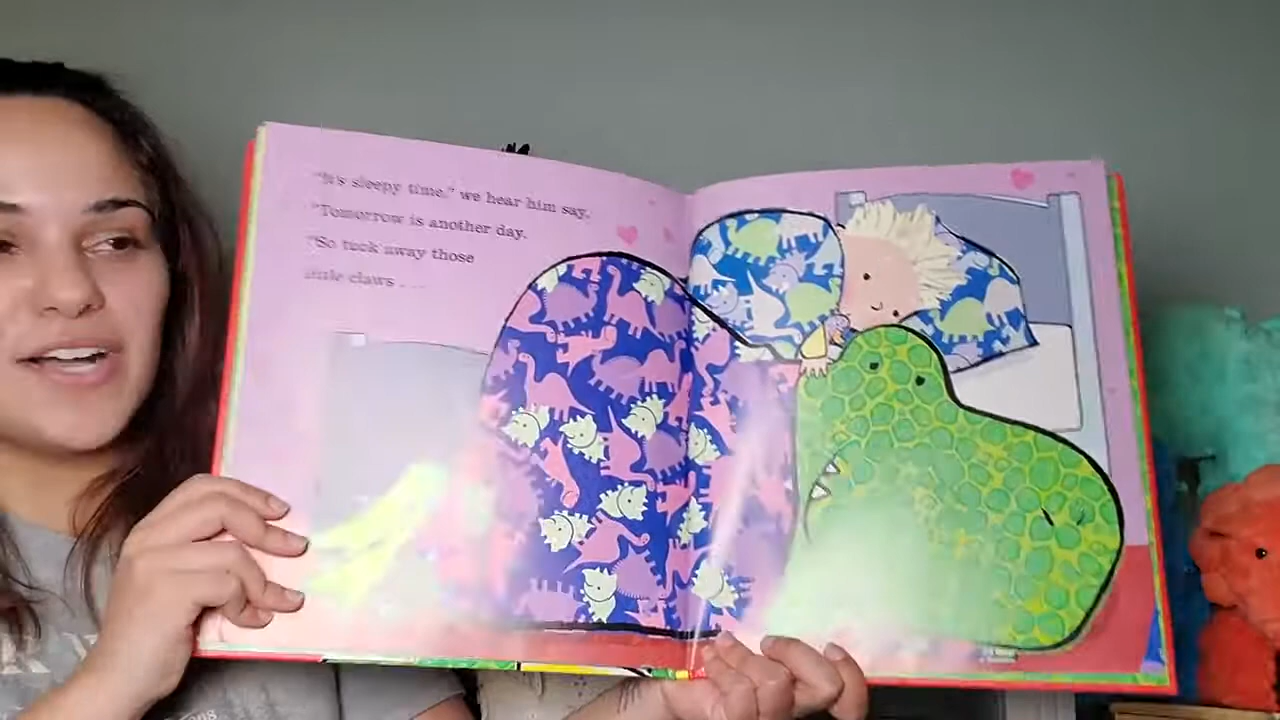 "It's sleepy time," we hear him say,
"Tomorrow is another day.
"So tuck away those
little claws . . .